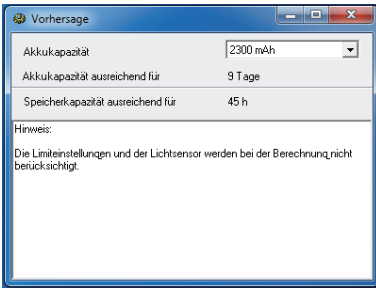 Vorhersage
Akkukapazität 2300 mAh
Akkukapazität ausreichend für 9 Tage
Speicherkapazität ausreichend für 45 h
Hinweis:
Die Limiteinstellungen und der Lichtsensor werden bei der Berechnung nicht
berücksichtigt.